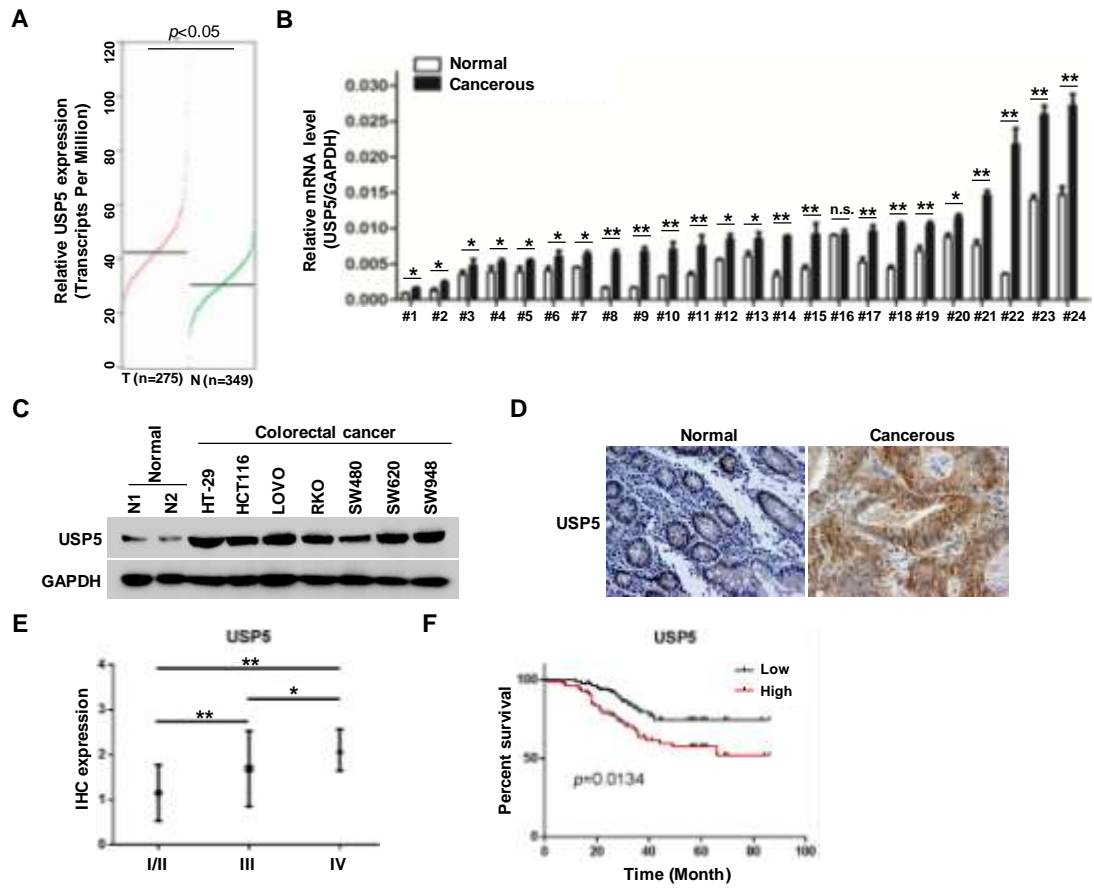 A
p<0.05
Relative USP5 expression
(Transcripts Per Million)
120
100
80
60
40
20
0
T (n=275) N (n=349)
B
Normal
Cancerous
Relative mRNA level
(USP5/GAPDH)
0.030
0.025
0.020
0.015
0.010
0.005
0.000
* * * * * * * ** ** ** ** * * ** ** n.s. ** ** ** * ** ** ** **
#1 #2 #3 #4 #5 #6 #7 #8 #9 #10 #11 #12 #13 #14 #15 #16 #17 #18 #19 #20 #21 #22 #23 #24
C
Normal
Colorectal cancer
N1 N2 HT-29 HCT116 LOVO RKO SW480 SW620 SW948
USP5
GAPDH
D
Normal Cancerous
USP5
E
USP5
IHC expression
4
3
2
1
0
**
*
**
I/II III IV
F
USP5
Low
High
Percent survival
100
50
0
p=0.0134
0 20 40 60 80 100
Time (Month)